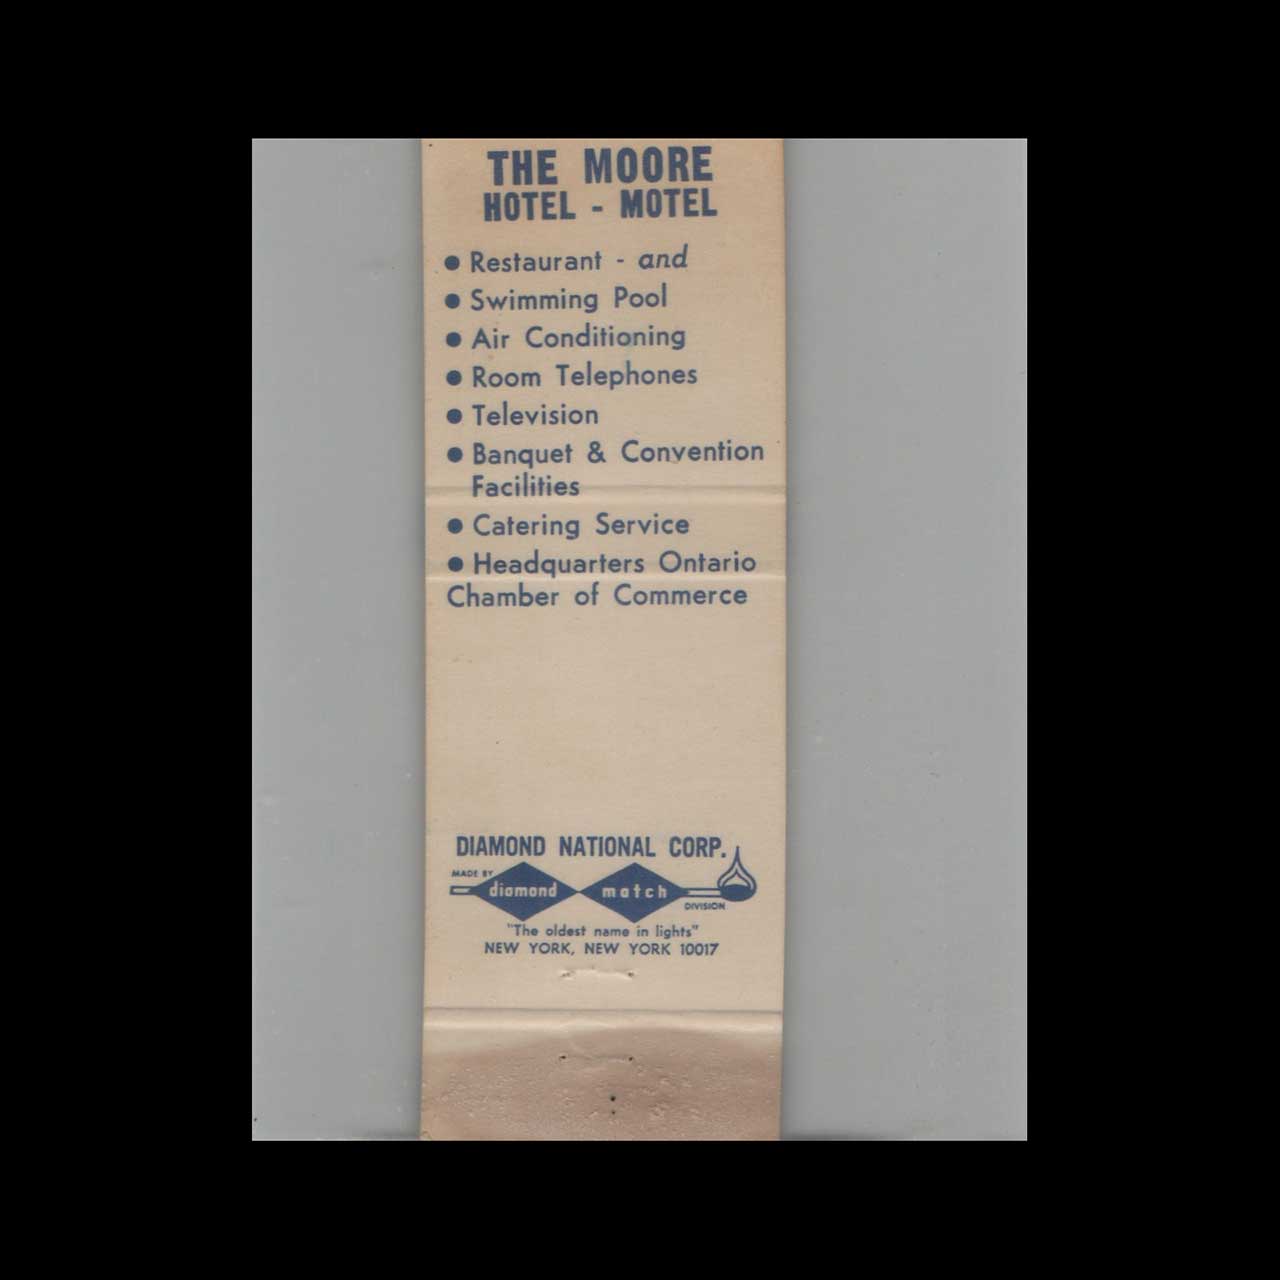 THE MOORE
HOTEL - MOTEL
● Restaurant - and
● Swimming Pool
● Air Conditioning
● Room Telephones
● Television
● Banquet & Convention
Facilities
● Catering Service
● Headquarters Ontario
Chamber of Commerce
DIAMOND NATIONAL CORP.
MADE BY
diamond match
DIVISION
"The oldest name in lights"
NEW YORK, NEW YORK 10017